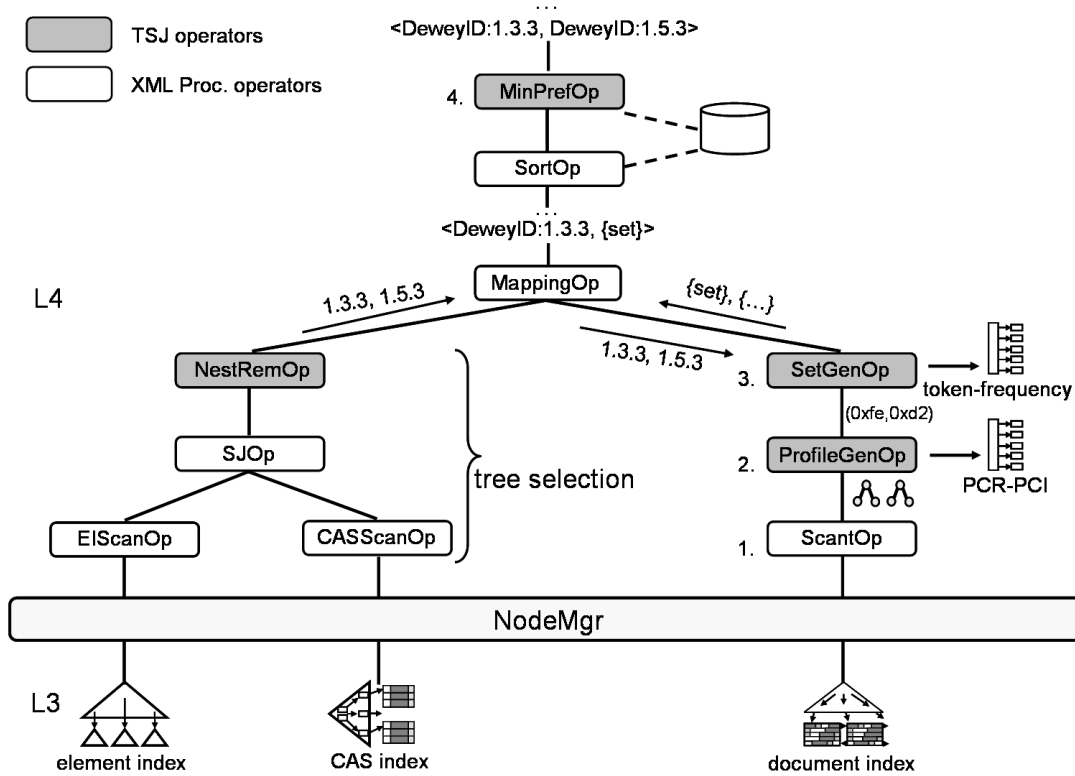 ...
<DeweyID:1.3.3, DeweyID:1.5.3>
TSJ operators
XML Proc. operators
4. MinPrefOp
SortOp
...
<DeweyID:1.3.3, {set}>
MappingOp
L4
1.3.3, 1.5.3
{set}, {...}
1.3.3, 1.5.3
NestRemOp
3. SetGenOp
token-frequency
(0xfe,0xd2)
SJOp
2. ProfileGenOp
tree selection
PCR-PCI
EIScanOp
CASScanOp
1. ScantOp
NodeMgr
L3
element index
CAS index
document index